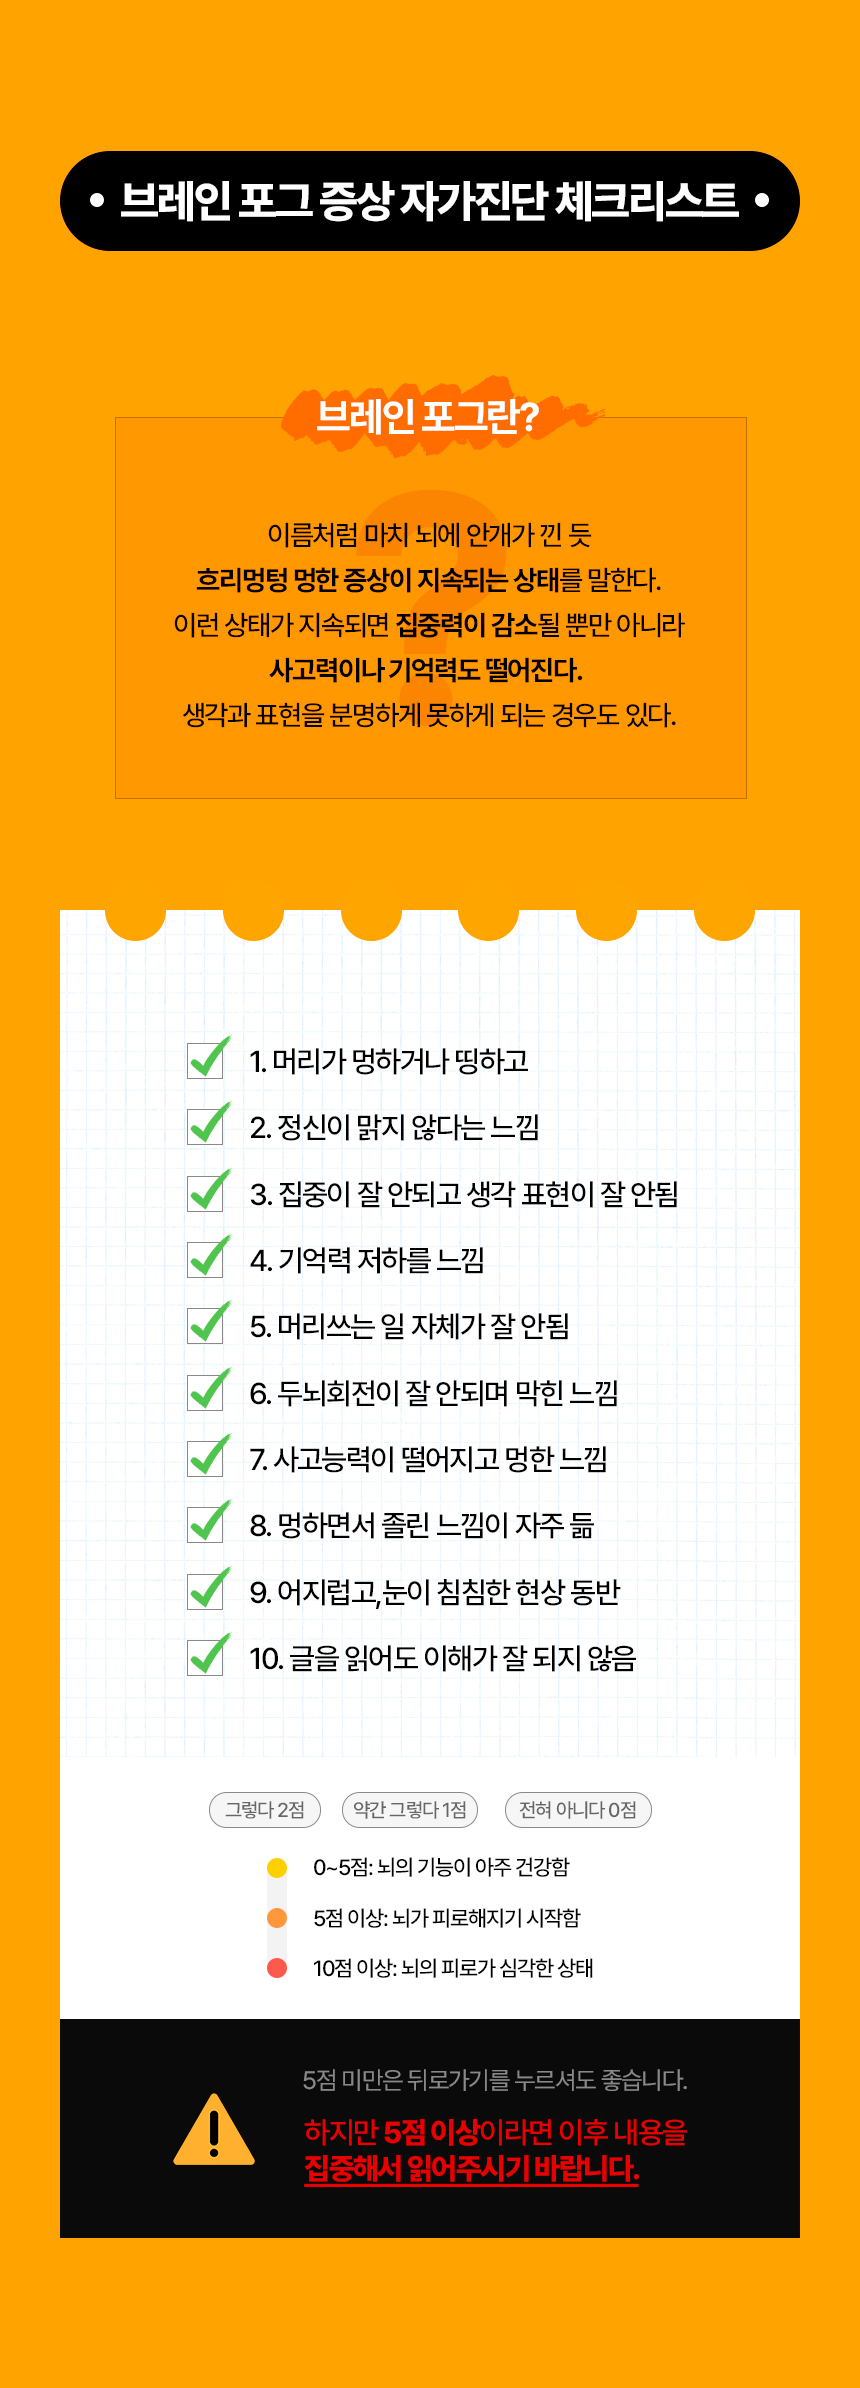 • 브레인 포그 증상 자가진단 체크리스트 •
브레인 포그란?
이름처럼 마치 뇌에 안개가 낀 듯
흐리멍텅 멍한 증상이 지속되는 상태를 말한다.
이런 상태가 지속되면 집중력이 감소될 뿐만 아니라
사고력이나 기억력도 떨어진다.
생각과 표현을 분명하게 못하게 되는 경우도 있다.
1. 머리가 멍하거나 띵하고
2. 정신이 맑지 않다는 느낌
3. 집중이 잘 안되고 생각 표현이 잘 안됨
4. 기억력 저하를 느낌
5. 머리쓰는 일 자체가 잘 안됨
6. 두뇌회전이 잘 안되며 막힌 느낌
7. 사고능력이 떨어지고 멍한 느낌
8. 멍하면서 졸린 느낌이 자주 듦
9. 어지럽고,눈이 침침한 현상 동반
10. 글을 읽어도 이해가 잘 되지 않음
그렇다 2점 약간 그렇다 1점 전혀 아니다 0점
0~5점: 뇌의 기능이 아주 건강함
5점 이상: 뇌가 피로해지기 시작함
10점 이상: 뇌의 피로가 심각한 상태
5점 미만은 뒤로가기를 누르셔도 좋습니다.
하지만 5점 이상이라면 이후 내용을
집중해서 읽어주시기 바랍니다.